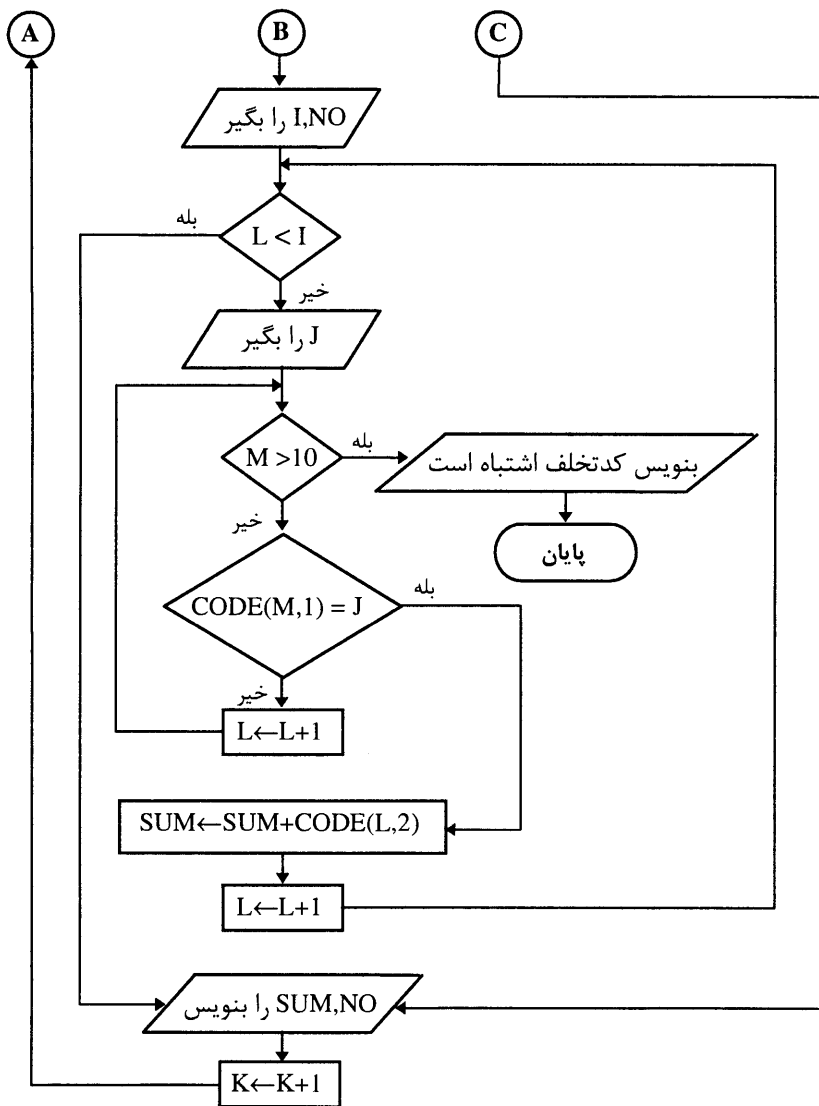 A
B
C
I,NO را بگیر
L < I
بله
خیر
J را بگیر
M >10
بله
بنویس کدتخلف اشتباه است
خیر
پایان
CODE(M,1) = J
بله
خیر
L←L+1
SUM←SUM+CODE(L,2)
L←L+1
SUM,NO را بنویس
K←K+1